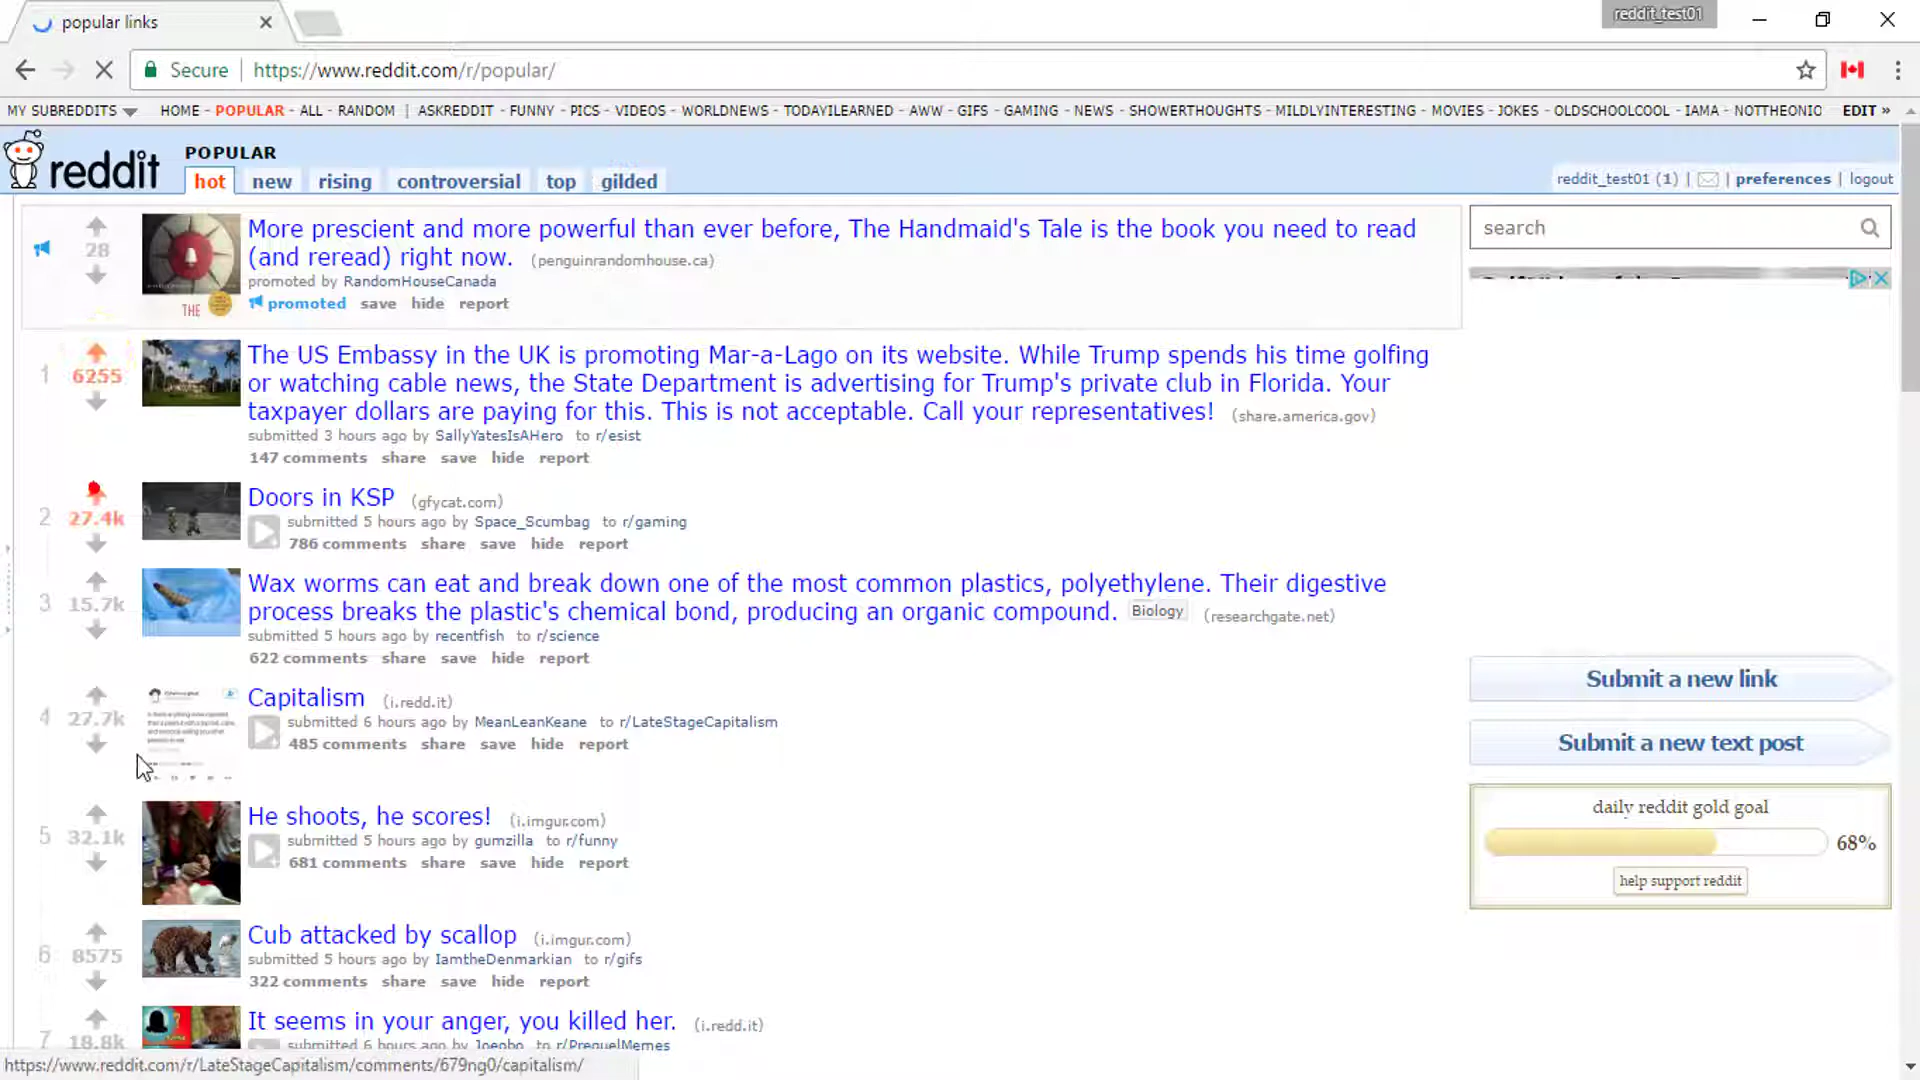 popular links
reddit_test01
Secure
https://www.reddit.com/r/popular/
MY SUBREDDITS
HOME - POPULAR - ALL - RANDOM | ASKREDDIT - FUNNY - PICS - VIDEOS - WORLDNEWS - TODAYILEARNED - AWW - GIFS - GAMING - NEWS - SHOWERTHOUGHTS - MILDLYINTERESTING - MOVIES - JOKES - OLDSCHOOLCOOL - IAMA - NOTTHEONIO
EDIT »
reddit
POPULAR
hot new rising controversial top gilded
reddit_test01 (1) | | preferences | logout
search
28
THE
More prescient and more powerful than ever before, The Handmaid's Tale is the book you need to read
(and reread) right now. (penguinrandomhouse.ca)
promoted by RandomHouseCanada
promoted save hide report
1
6255
The US Embassy in the UK is promoting Mar-a-Lago on its website. While Trump spends his time golfing
or watching cable news, the State Department is advertising for Trump's private club in Florida. Your
taxpayer dollars are paying for this. This is not acceptable. Call your representatives! (share.america.gov)
submitted 3 hours ago by SallyYatesIsAHero to r/esist
147 comments share save hide report
2
27.4k
Doors in KSP (gfycat.com)
submitted 5 hours ago by Space_Scumbag to r/gaming
786 comments share save hide report
3
15.7k
Wax worms can eat and break down one of the most common plastics, polyethylene. Their digestive
process breaks the plastic's chemical bond, producing an organic compound. Biology (researchgate.net)
submitted 5 hours ago by recentfish to r/science
622 comments share save hide report
4
27.7k
Capitalism (i.redd.it)
submitted 6 hours ago by MeanLeanKeane to r/LateStageCapitalism
485 comments share save hide report
5
32.1k
He shoots, he scores! (i.imgur.com)
submitted 5 hours ago by gumzilla to r/funny
681 comments share save hide report
6
8575
Cub attacked by scallop (i.imgur.com)
submitted 5 hours ago by IamtheDenmarkian to r/gifs
322 comments share save hide report
7
18.8k
It seems in your anger, you killed her. (i.redd.it)
submitted 6 hours ago by Joeobo to r/PrequelMemes
Submit a new link
Submit a new text post
daily reddit gold goal
68%
help support reddit
https://www.reddit.com/r/LateStageCapitalism/comments/679ng0/capitalism/